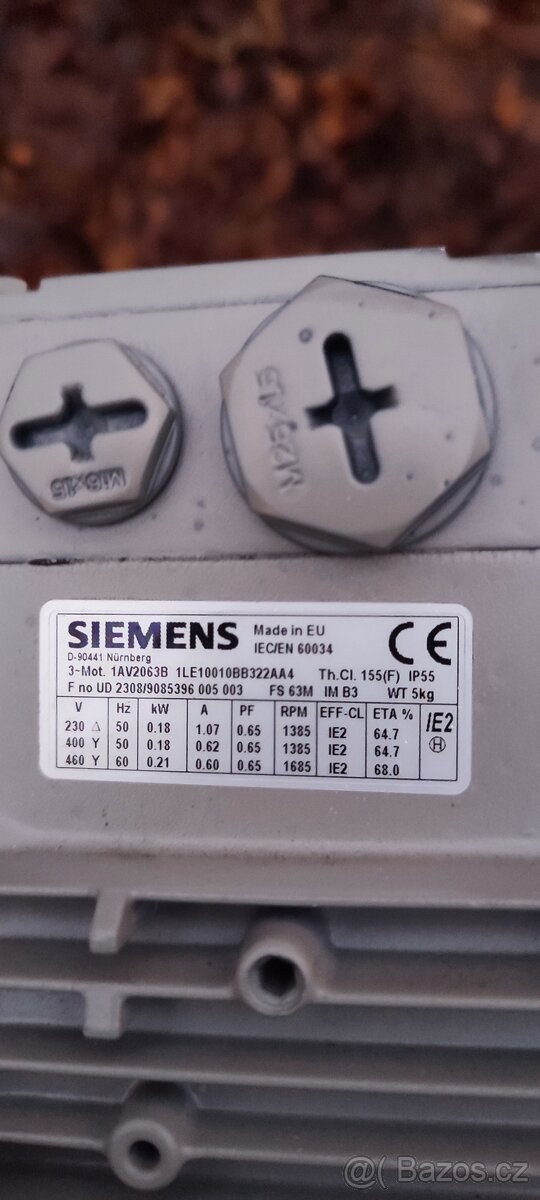 M25x1.5
M16x1.5
SIEMENS Made in EU
IEC/EN 60034
D-90441 Nürnberg
3~Mot. 1AV2063B 1LE10010BB322AA4 Th.Cl. 155(F) IP55
F no UD 2308/9085396 005 003 FS 63M IM B3 WT 5kg
V Hz kW A PF RPM EFF-CL ETA % IE2
230 Δ 50 0.18 1.07 0.65 1385 IE2 64.7
400 Y 50 0.18 0.62 0.65 1385 IE2 64.7
460 Y 60 0.21 0.60 0.65 1685 IE2 68.0
H
CE
@( Bazos.cz